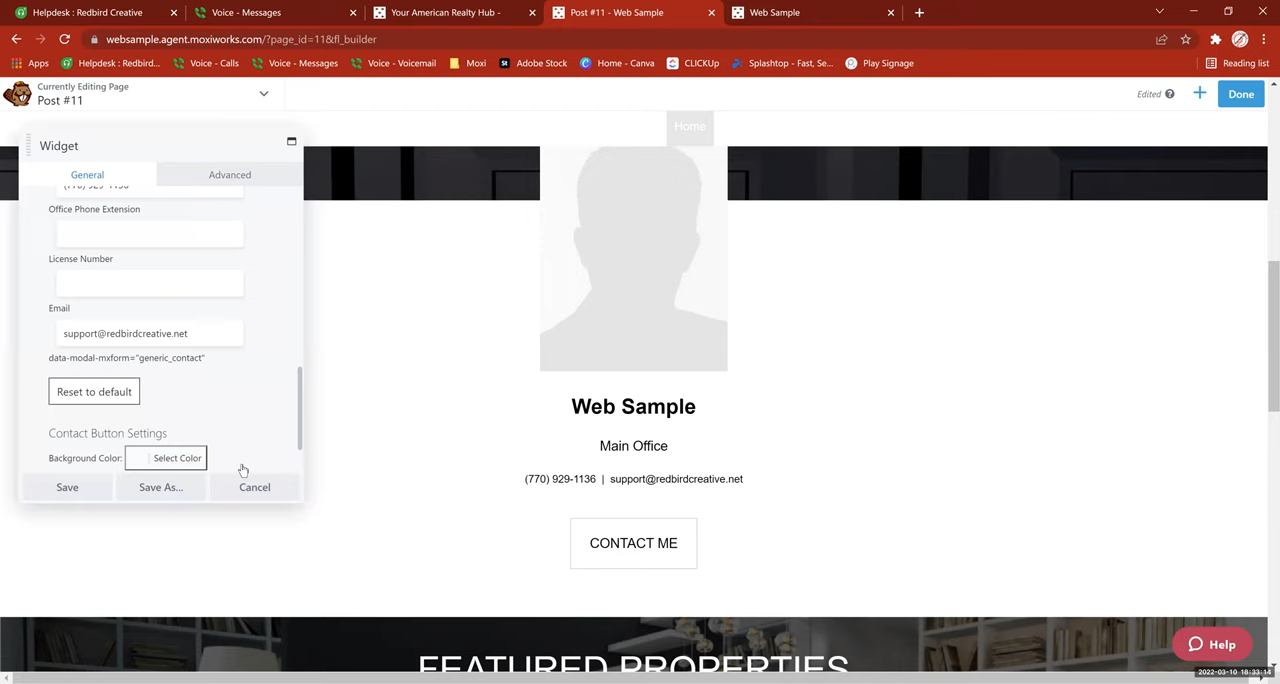 Helpdesk : Redbird Creative
Voice - Messages
Your American Realty Hub -
Post #11 - Web Sample
Web Sample
websample.agent.moxiworks.com/?page_id=11&fl_builder
Apps
Helpdesk : Redbird...
Voice - Calls
Voice - Messages
Voice - Voicemail
Moxi
Adobe Stock
Home - Canva
CLICKUp
Splashtop - Fast, Se...
Play Signage
Reading list
Currently Editing Page
Post #11
Edited
Done
Home
Widget
General
Advanced
Office Phone Extension
License Number
Email
support@redbirdcreative.net
data-modal-mxform="generic_contact"
Reset to default
Contact Button Settings
Background Color:
Select Color
Save
Save As...
Cancel
Web Sample
Main Office
(770) 929-1136 | support@redbirdcreative.net
CONTACT ME
FEATURED PROPERTIES
Help
2022-03-10 18:33:14